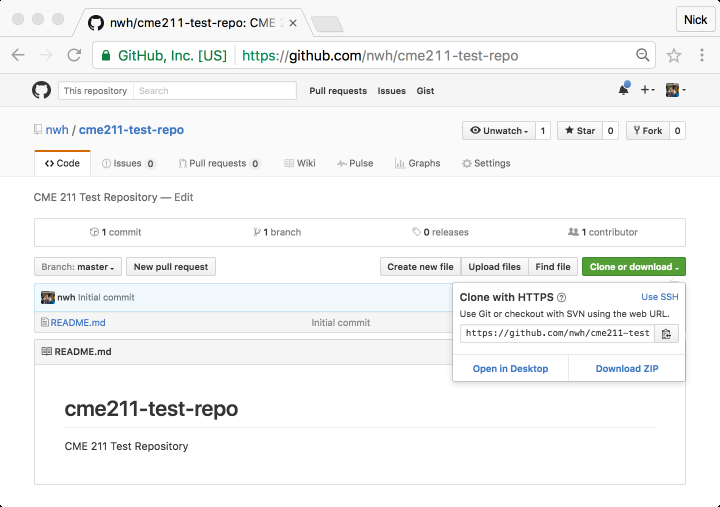 nwh/cme211-test-repo: CME 2
Nick
GitHub, Inc. [US] https://github.com/nwh/cme211-test-repo
This repository Search Pull requests Issues Gist
nwh / cme211-test-repo Unwatch 1 Star 0 Fork 0
Code Issues 0 Pull requests 0 Wiki Pulse Graphs Settings
CME 211 Test Repository — Edit
1 commit 1 branch 0 releases 1 contributor
Branch: master New pull request Create new file Upload files Find file Clone or download
nwh Initial commit
README.md Initial commit
Clone with HTTPS Use SSH
Use Git or checkout with SVN using the web URL.
https://github.com/nwh/cme211-test
Open in Desktop Download ZIP
README.md
cme211-test-repo
CME 211 Test Repository